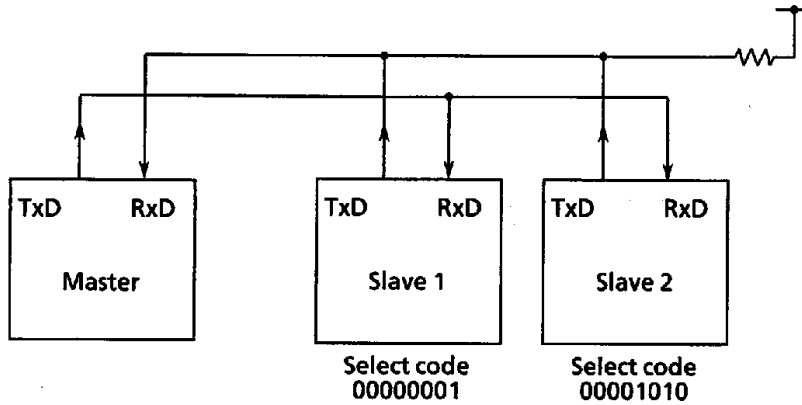 TxD RxD TxD RxD TxD RxD
Master Slave 1 Slave 2
Select code Select code
00000001 00001010